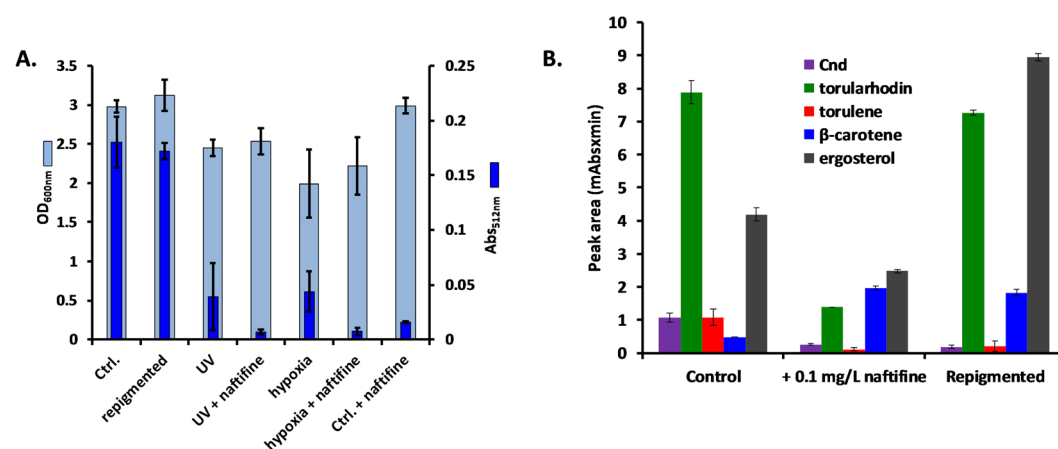 A.
3.5
3
2.5
2
1.5
1
0.5
0
OD600nm
0.25
0.2
0.15
0.1
0.05
0
Abs512nm
Ctrl.
repigmented
UV
UV + naftifine
hypoxia
hypoxia + naftifine
Ctrl. + naftifine
B.
10
9
8
7
6
5
4
3
2
1
0
Peak area (mAbsxmin)
Cnd
torularhodin
torulene
β-carotene
ergosterol
Control
+ 0.1 mg/L naftifine
Repigmented